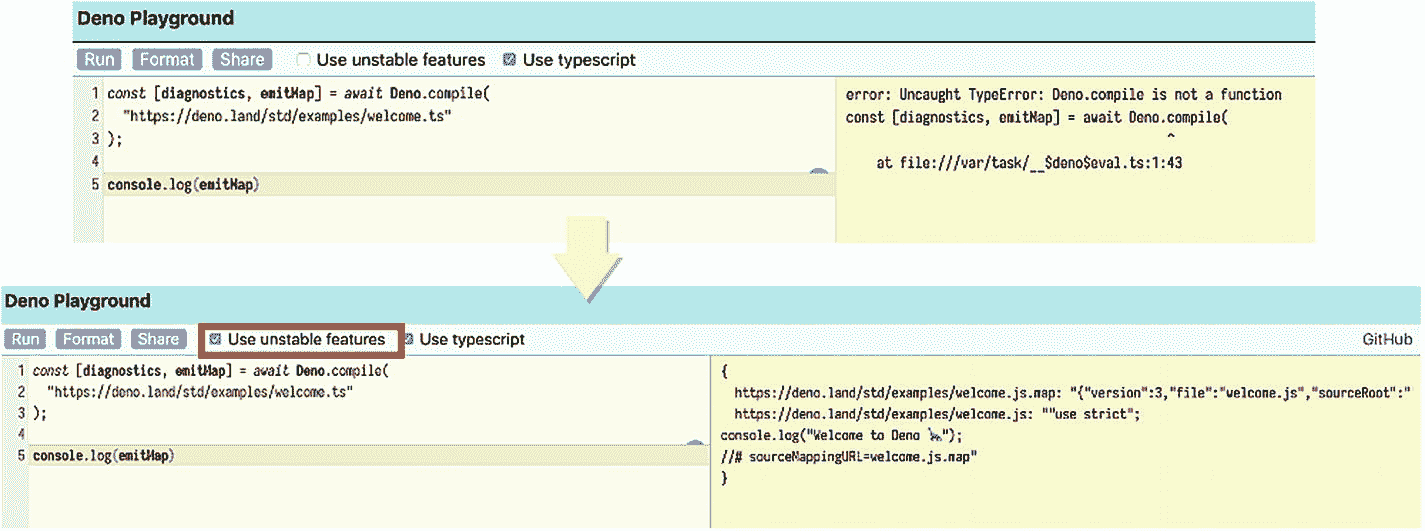 Deno Playground
Run Format Share Use unstable features Use typescript
1 const [diagnostics, emitMap] = await Deno.compile(
2 "https://deno.land/std/examples/welcome.ts"
3 );
4
5 console.log(emitMap)
error: Uncaught TypeError: Deno.compile is not a function
const [diagnostics, emitMap] = await Deno.compile(
^
at file:///var/task/__$deno$eval.ts:1:43
Deno Playground
Run Format Share Use unstable features Use typescript GitHub
1 const [diagnostics, emitMap] = await Deno.compile(
2 "https://deno.land/std/examples/welcome.ts"
3 );
4
5 console.log(emitMap)
{
https://deno.land/std/examples/welcome.js.map: "{"version":3,"file":"welcome.js","sourceRoot":"
https://deno.land/std/examples/welcome.js: ""use strict";
console.log("Welcome to Deno 🦕");
//# sourceMappingURL=welcome.js.map"
}